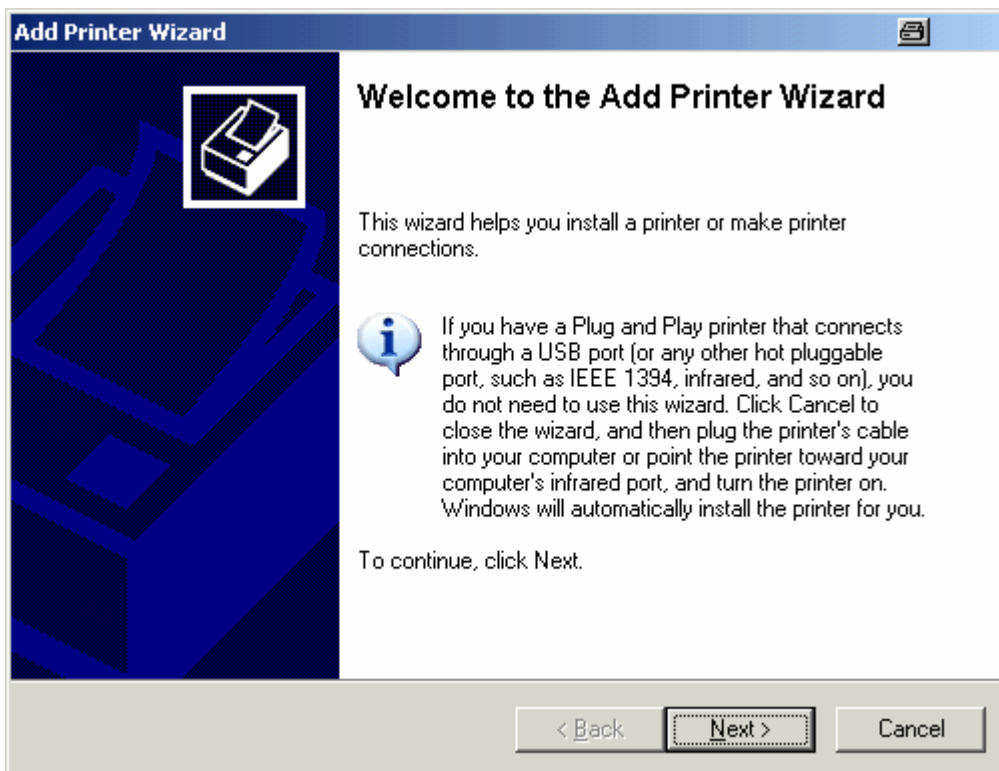 Add Printer Wizard
Welcome to the Add Printer Wizard
This wizard helps you install a printer or make printer
connections.
If you have a Plug and Play printer that connects
through a USB port (or any other hot pluggable
port, such as IEEE 1394, infrared, and so on), you
do not need to use this wizard. Click Cancel to
close the wizard, and then plug the printer's cable
into your computer or point the printer toward your
computer's infrared port, and turn the printer on.
Windows will automatically install the printer for you.
To continue, click Next.
< Back Next > Cancel